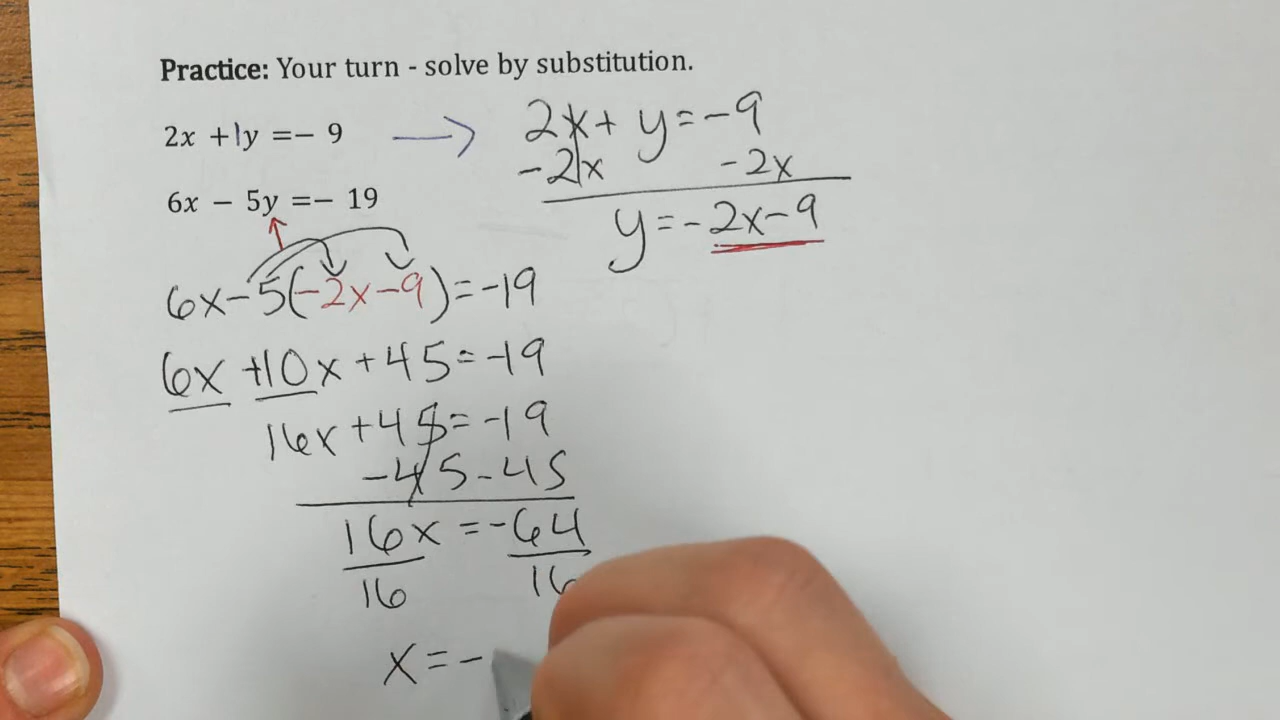 Practice: Your turn - solve by substitution.
2x +1y =− 9
6x − 5y =− 19
2x + y = -9
-2x -2x
y = -2x-9
6x-5(-2x-9) = -19
6x +10x +45 = -19
16x +45 = -19
-45 -45
16x = -64
16 16
x = -